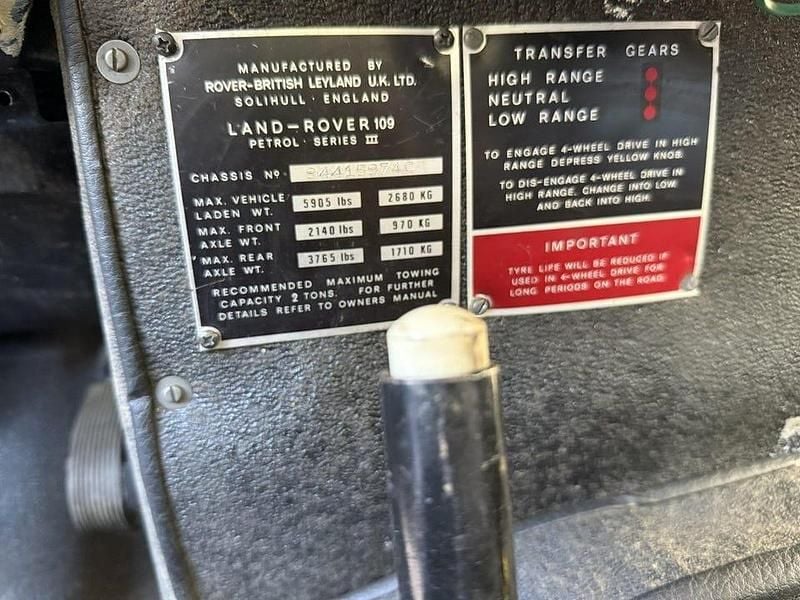 MANUFACTURED BY
ROVER-BRITISH LEYLAND U.K. LTD.
SOLIHULL · ENGLAND
LAND-ROVER 109
PETROL · SERIES III
CHASSIS No.
MAX. VEHICLE LADEN WT. 5905 lbs 2680 KG
MAX. FRONT AXLE WT. 2140 lbs 970 KG
MAX. REAR AXLE WT. 3765 lbs 1710 KG
RECOMMENDED MAXIMUM TOWING
CAPACITY 2 TONS. FOR FURTHER
DETAILS REFER TO OWNERS MANUAL
TRANSFER GEARS
HIGH RANGE
NEUTRAL
LOW RANGE
TO ENGAGE 4-WHEEL DRIVE IN HIGH
RANGE DEPRESS YELLOW KNOB.
TO DIS-ENGAGE 4-WHEEL DRIVE IN
HIGH RANGE, CHANGE INTO LOW
AND BACK INTO HIGH.
IMPORTANT
TYRE LIFE WILL BE REDUCED IF
USED IN 4-WHEEL DRIVE FOR
LONG PERIODS ON THE ROAD